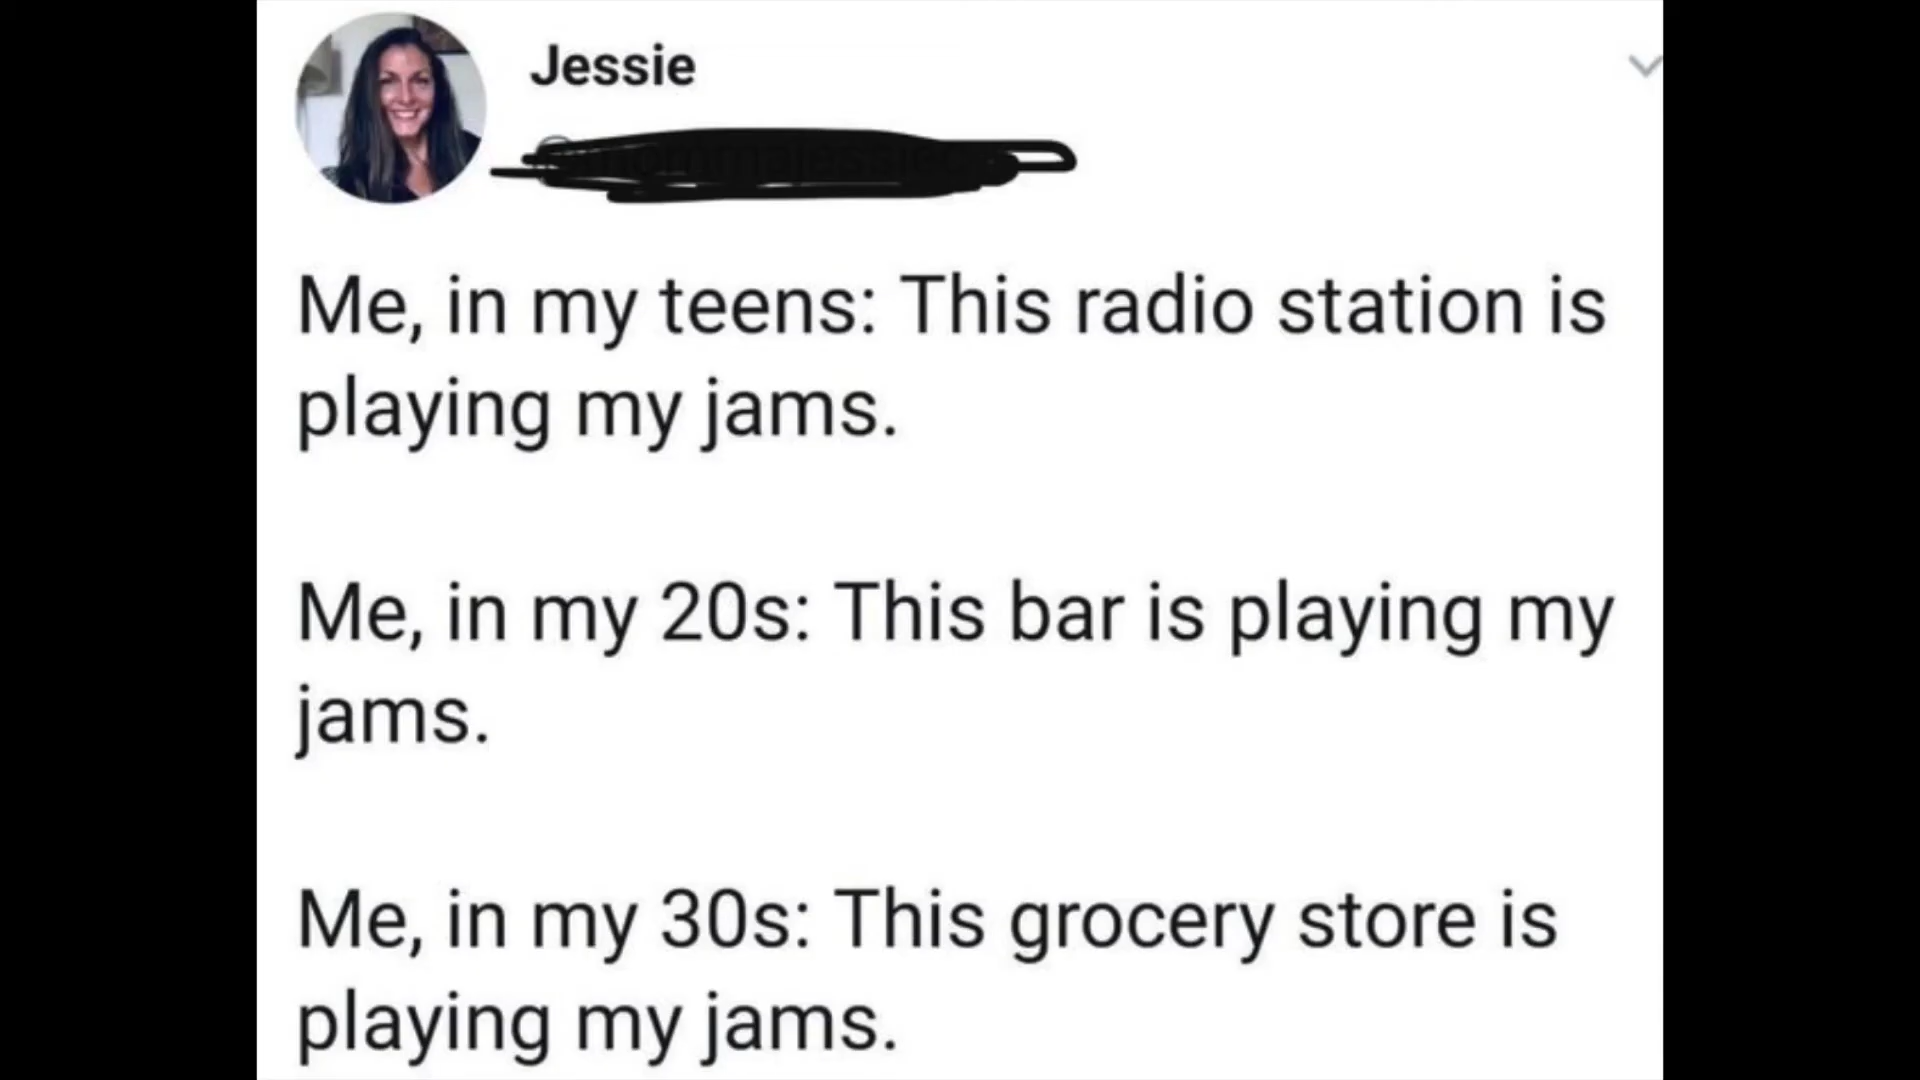 Jessie
Me, in my teens: This radio station is
playing my jams.
Me, in my 20s: This bar is playing my
jams.
Me, in my 30s: This grocery store is
playing my jams.